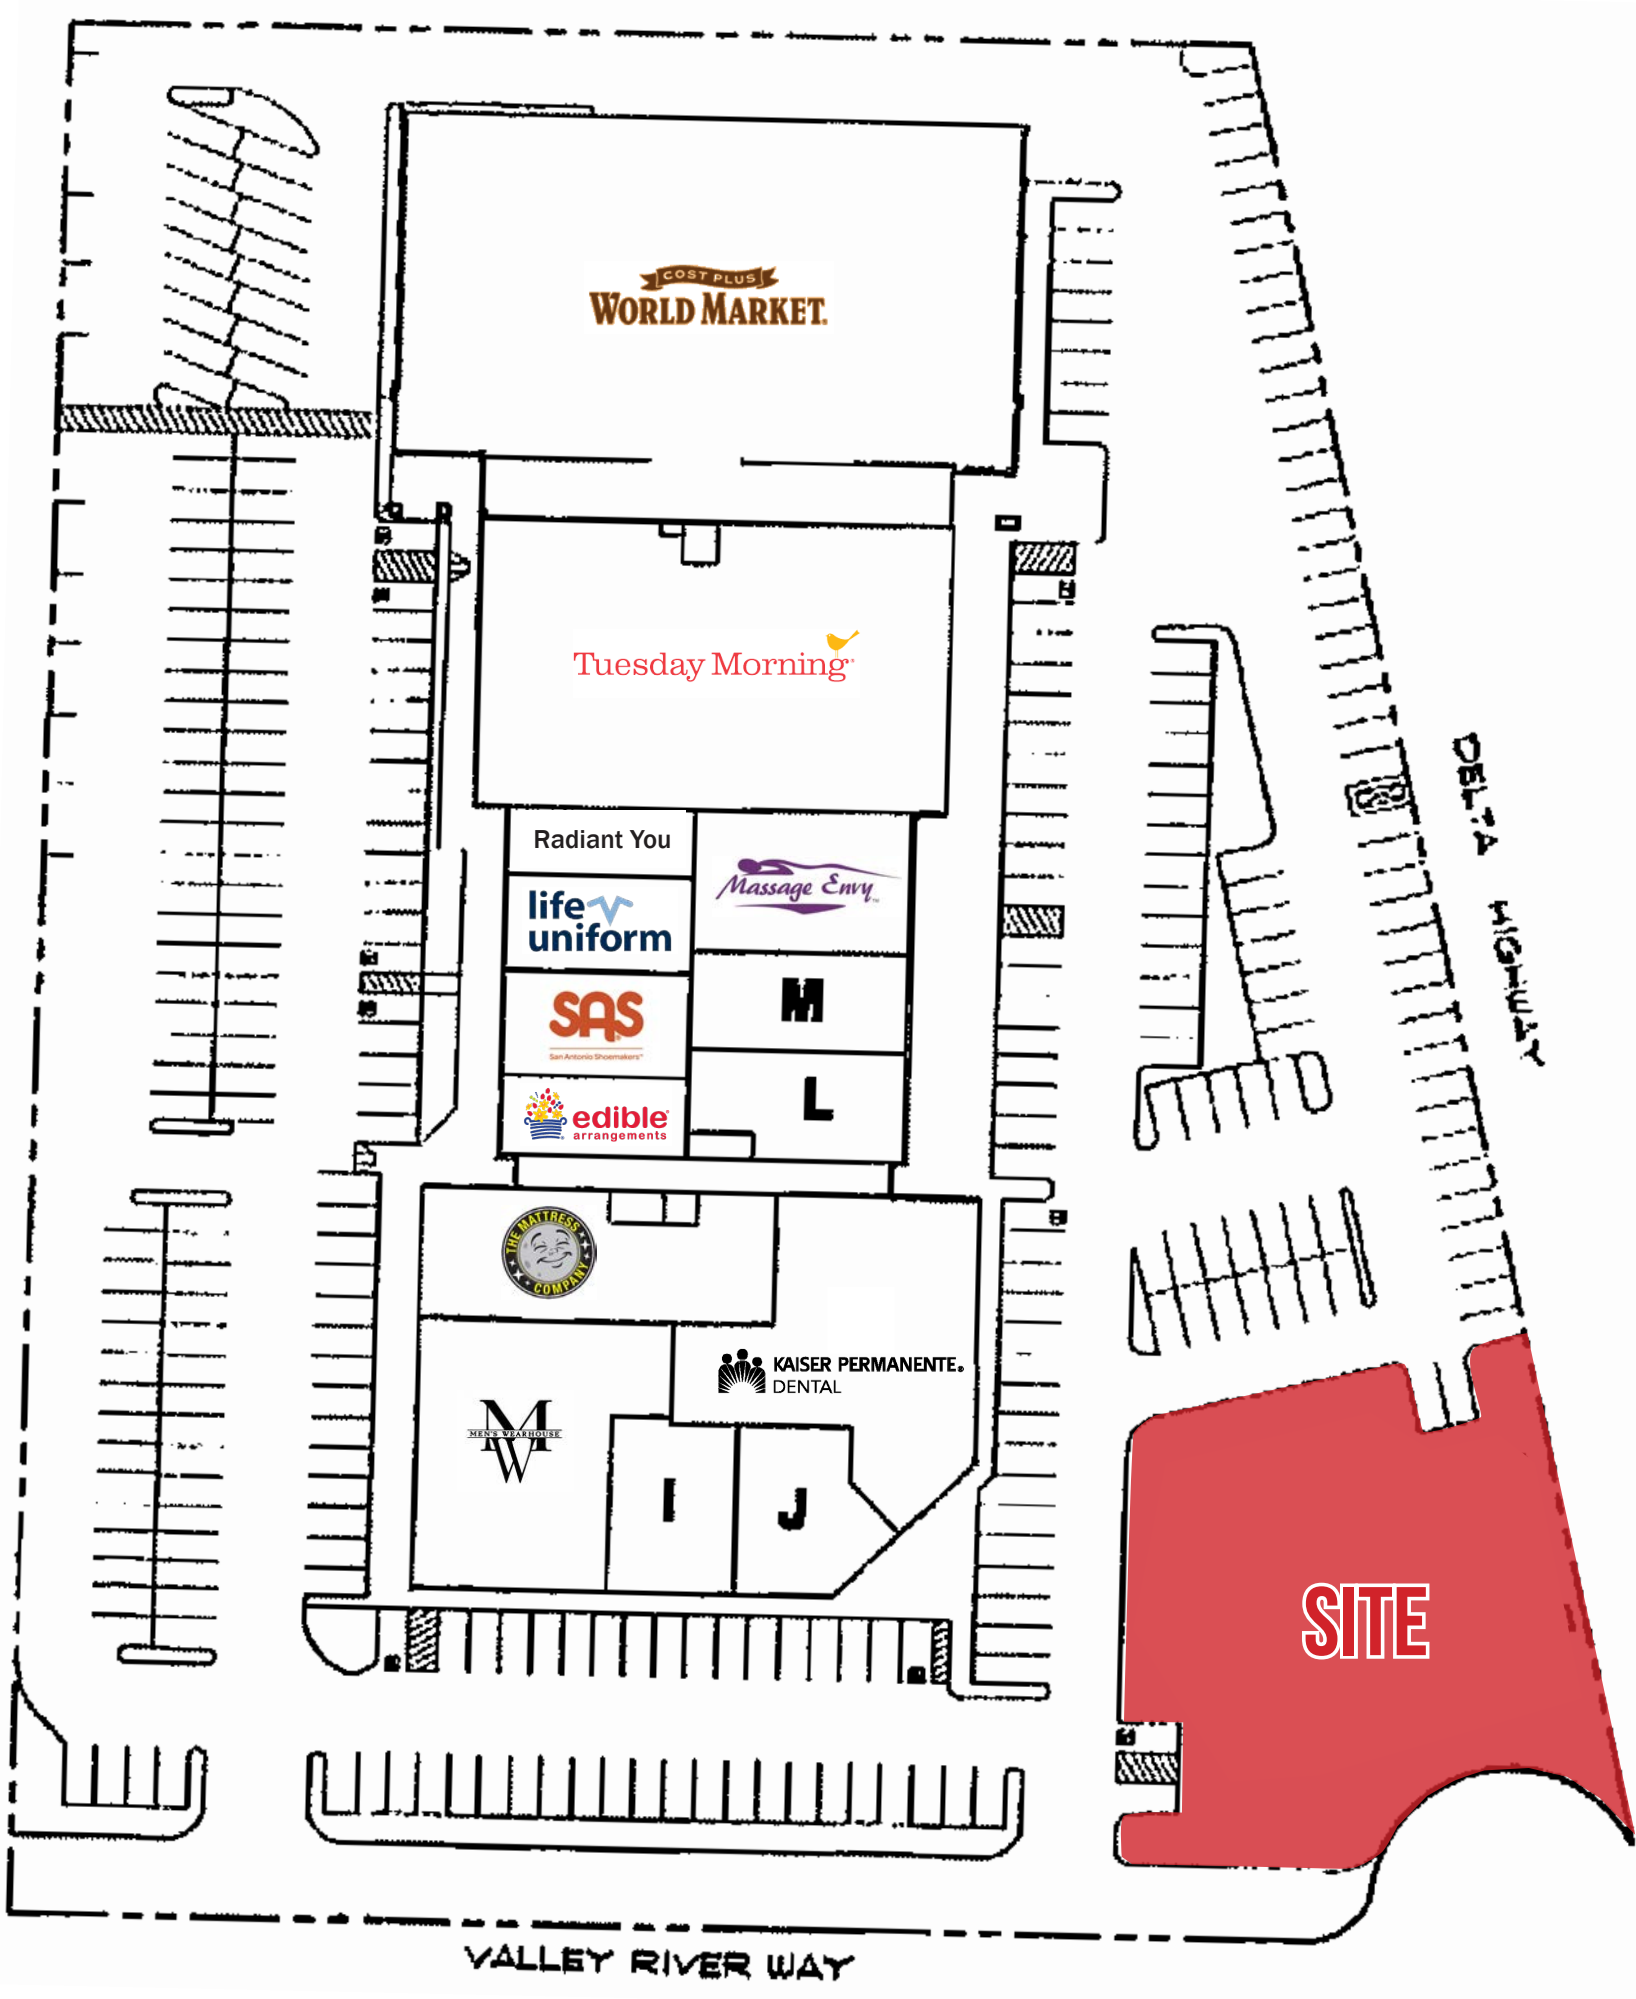 COST PLUS
WORLD MARKET.
Tuesday Morning
Radiant You
Massage Envy
life
uniform
SAS
San Antonio Shoemakers
M
edible
arrangements
L
THE MATTRESS
COMPANY
KAISER PERMANENTE.
DENTAL
MW
MEN'S WEARHOUSE
I
J
SITE
DELTA HIGHWAY
VALLEY RIVER WAY